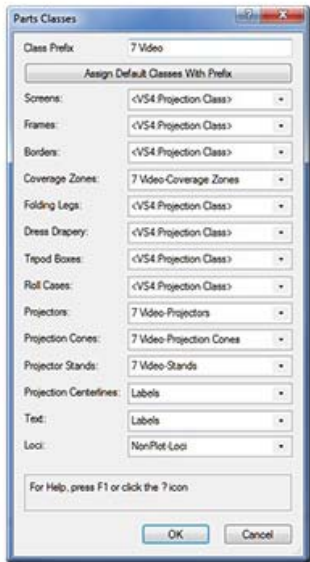 Parts Classes
Class Prefix 7 Video
Assign Default Classes With Prefix
Screens: <VS4 Projection Class>
Frames: <VS4 Projection Class>
Borders: <VS4 Projection Class>
Coverage Zones: 7 Video-Coverage Zones
Folding Legs: <VS4 Projection Class>
Dress Drapery: <VS4 Projection Class>
Tripod Boxes: <VS4 Projection Class>
Roll Cases: <VS4 Projection Class>
Projectors: 7 Video-Projectors
Projection Cones: 7 Video-Projection Cones
Projector Stands: 7 Video-Stands
Projection Centerlines: Labels
Text: Labels
Loci: NonPlot-Loci
For Help, press F1 or click the ? icon
OK Cancel